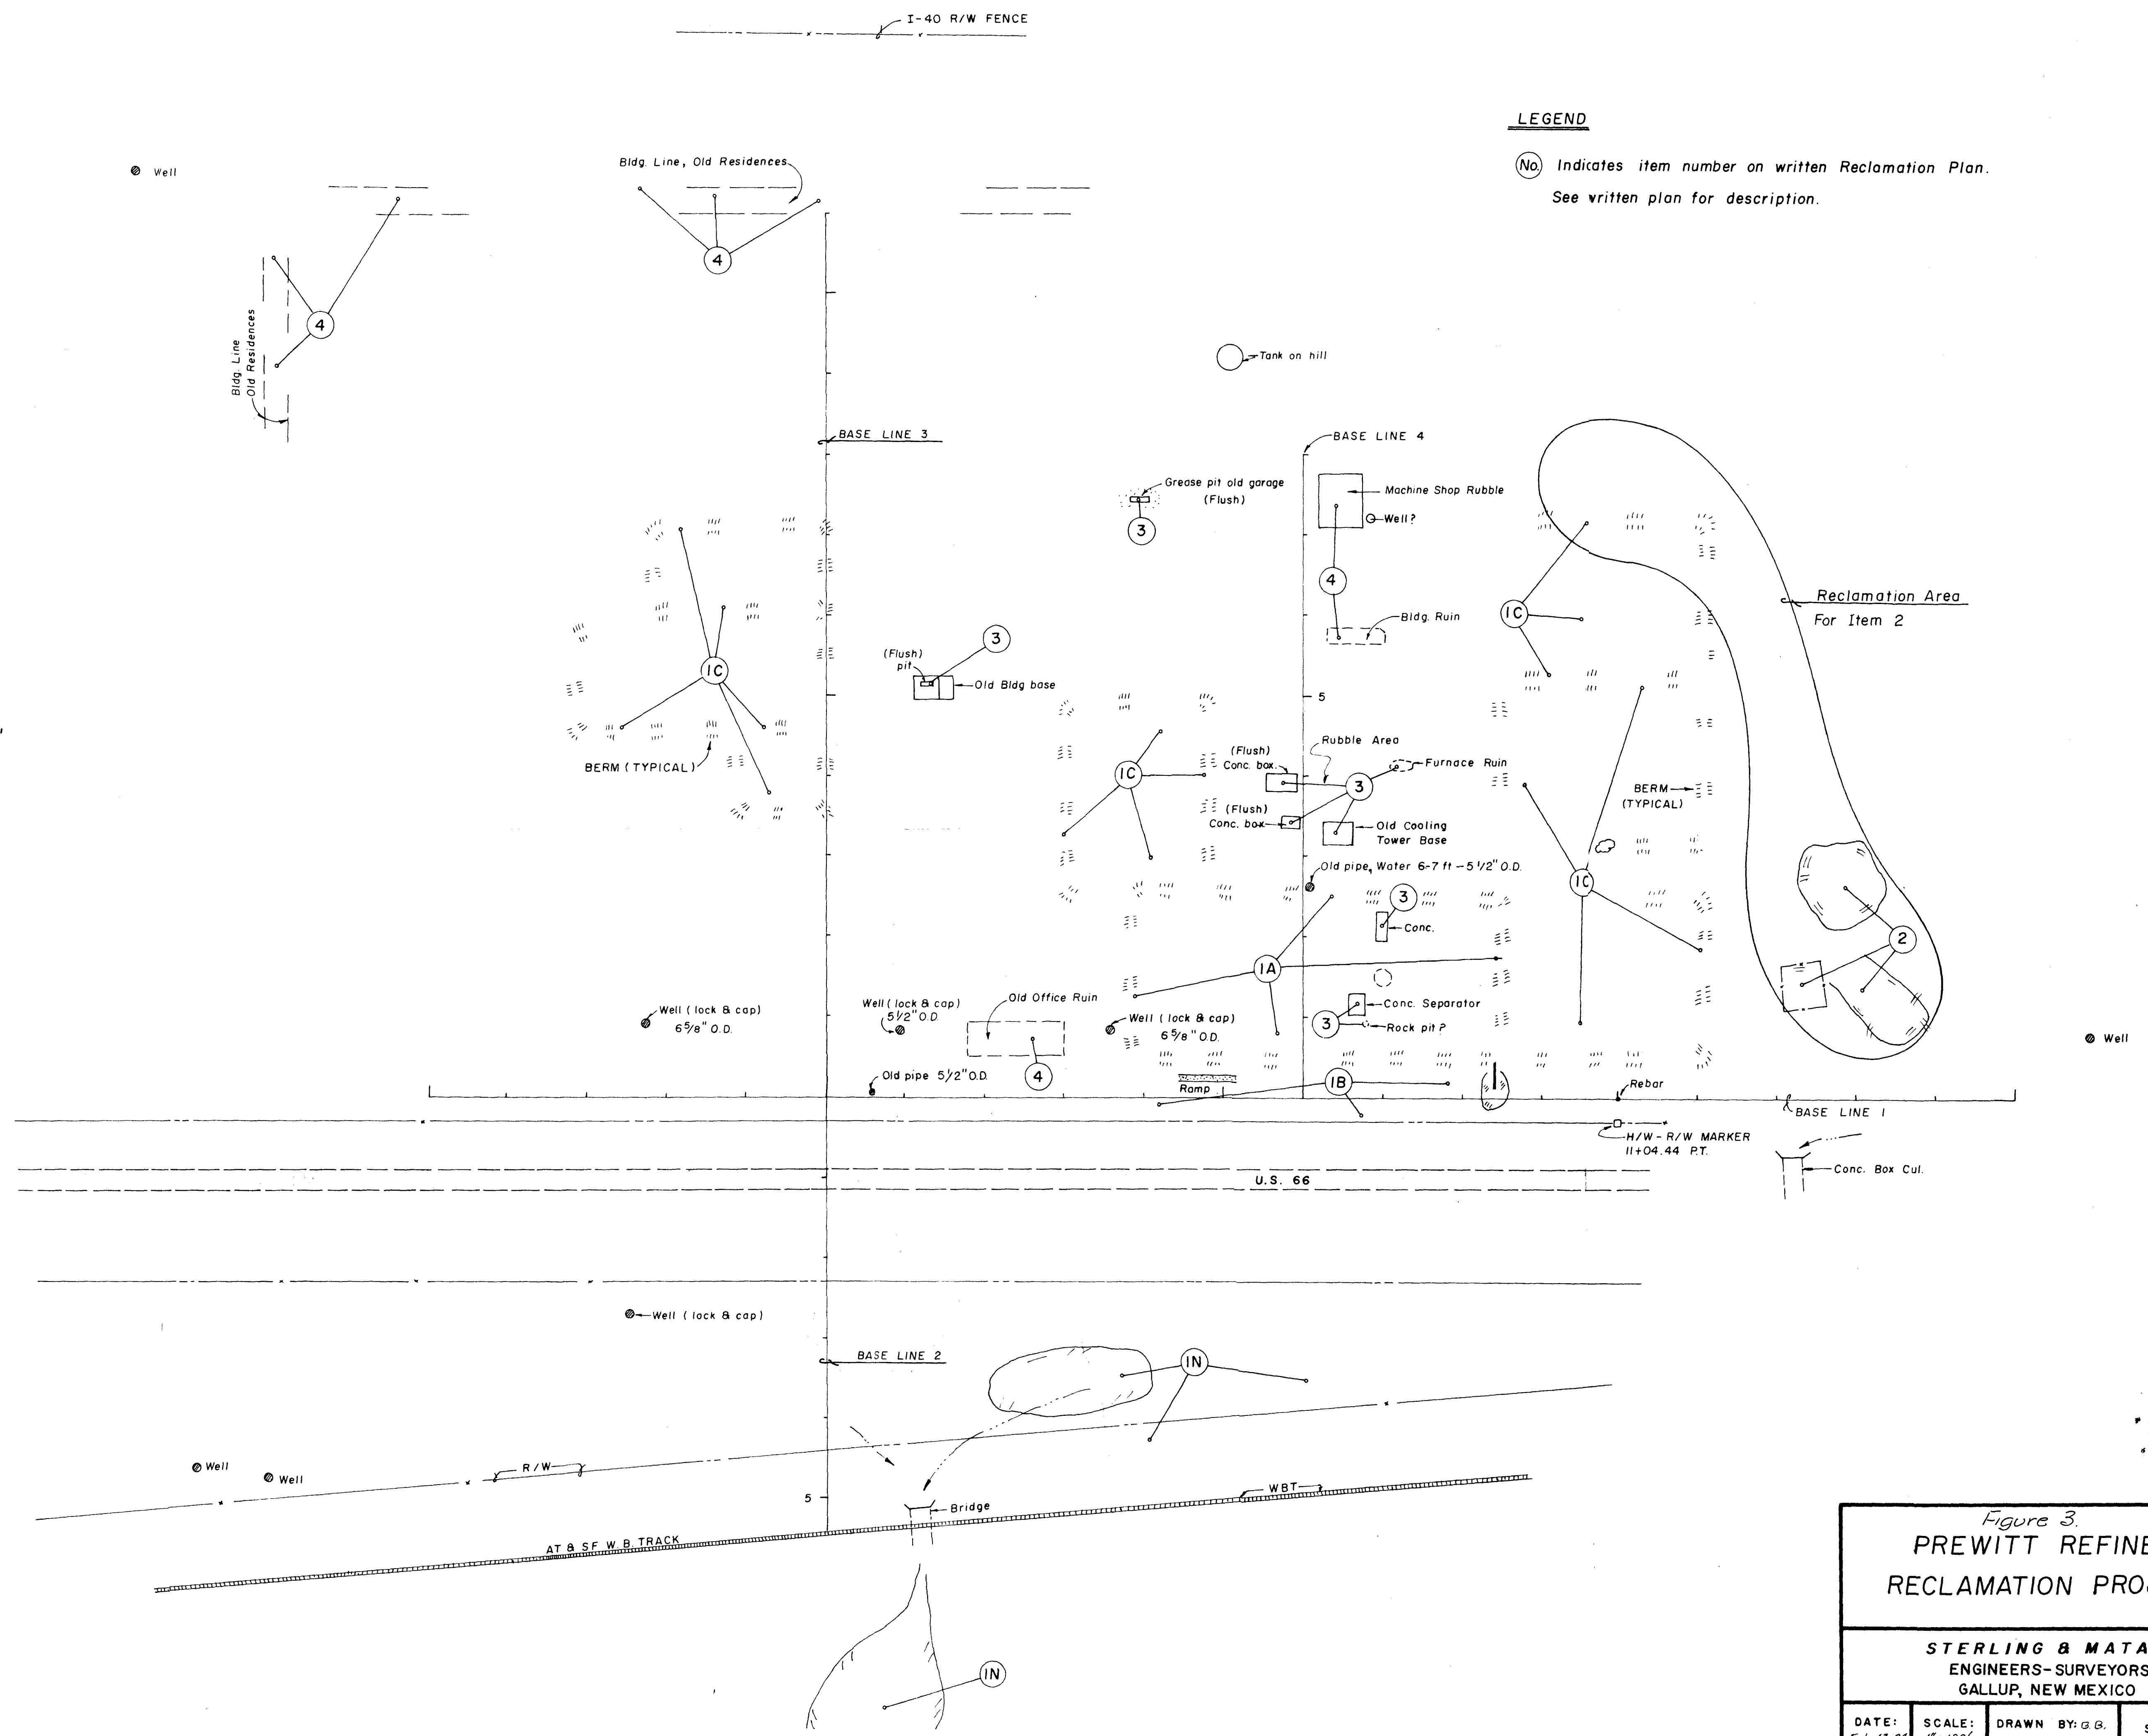 I-40 R/W FENCE
LEGEND
No. Indicates item number on written Reclamation Plan.
See written plan for description.
Well
Bldg. Line, Old Residences
4
4
Bldg. Line
Old Residences
Tank on hill
BASE LINE 3
BASE LINE 4
Grease pit old garage
(Flush)
3
Machine Shop Rubble
Well?
4
Bldg. Ruin
1C
Reclamation Area
For Item 2
3
(Flush)
pit
Old Bldg base
1C
5
BERM (TYPICAL)
Rubble Area
(Flush)
Conc. box.
Furnace Ruin
1C
3
BERM
(TYPICAL)
(Flush)
Conc. box
Old Cooling
Tower Base
Old pipe, Water 6-7 ft - 5 1/2" O.D.
1C
3
Conc.
2
1A
Well (lock & cap)
6 5/8" O.D.
Well (lock & cap)
5 1/2" O.D.
Old Office Ruin
Well (lock & cap)
6 5/8" O.D.
Conc. Separator
3
Rock pit?
Well
Old pipe 5 1/2" O.D.
4
Ramp
1B
Rebar
BASE LINE 1
H/W - R/W MARKER
11+04.44 P.T.
Conc. Box Cul.
U.S. 66
Well (lock & cap)
BASE LINE 2
1N
Well
Well
R/W
WBT
5
Bridge
AT & SF W.B. TRACK
1N
Figure 3.
PREWITT REFINE
RECLAMATION PRO
STERLING & MATA
ENGINEERS-SURVEYORS
GALLUP, NEW MEXICO
DATE:
SCALE:
DRAWN BY: G.B.